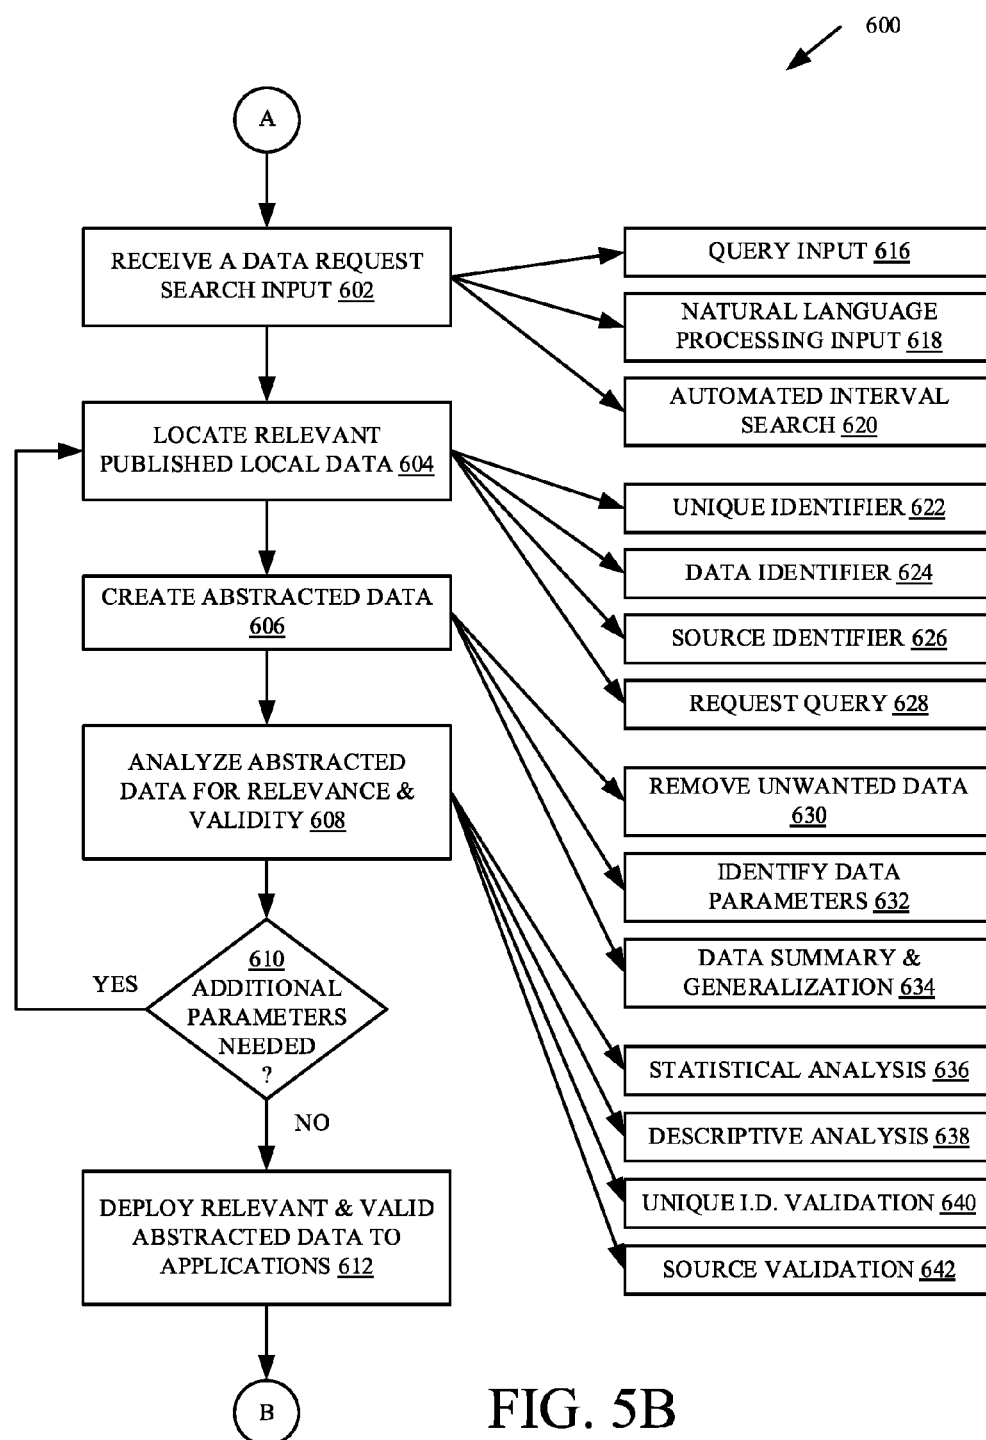 600
A
RECEIVE A DATA REQUEST
SEARCH INPUT 602
QUERY INPUT 616
NATURAL LANGUAGE
PROCESSING INPUT 618
AUTOMATED INTERVAL
SEARCH 620
LOCATE RELEVANT
PUBLISHED LOCAL DATA 604
UNIQUE IDENTIFIER 622
DATA IDENTIFIER 624
SOURCE IDENTIFIER 626
REQUEST QUERY 628
CREATE ABSTRACTED DATA
606
REMOVE UNWANTED DATA
630
IDENTIFY DATA
PARAMETERS 632
DATA SUMMARY &
GENERALIZATION 634
ANALYZE ABSTRACTED
DATA FOR RELEVANCE &
VALIDITY 608
STATISTICAL ANALYSIS 636
DESCRIPTIVE ANALYSIS 638
UNIQUE I.D. VALIDATION 640
SOURCE VALIDATION 642
610
ADDITIONAL
PARAMETERS
NEEDED
?
YES
NO
DEPLOY RELEVANT & VALID
ABSTRACTED DATA TO
APPLICATIONS 612
B
FIG. 5B